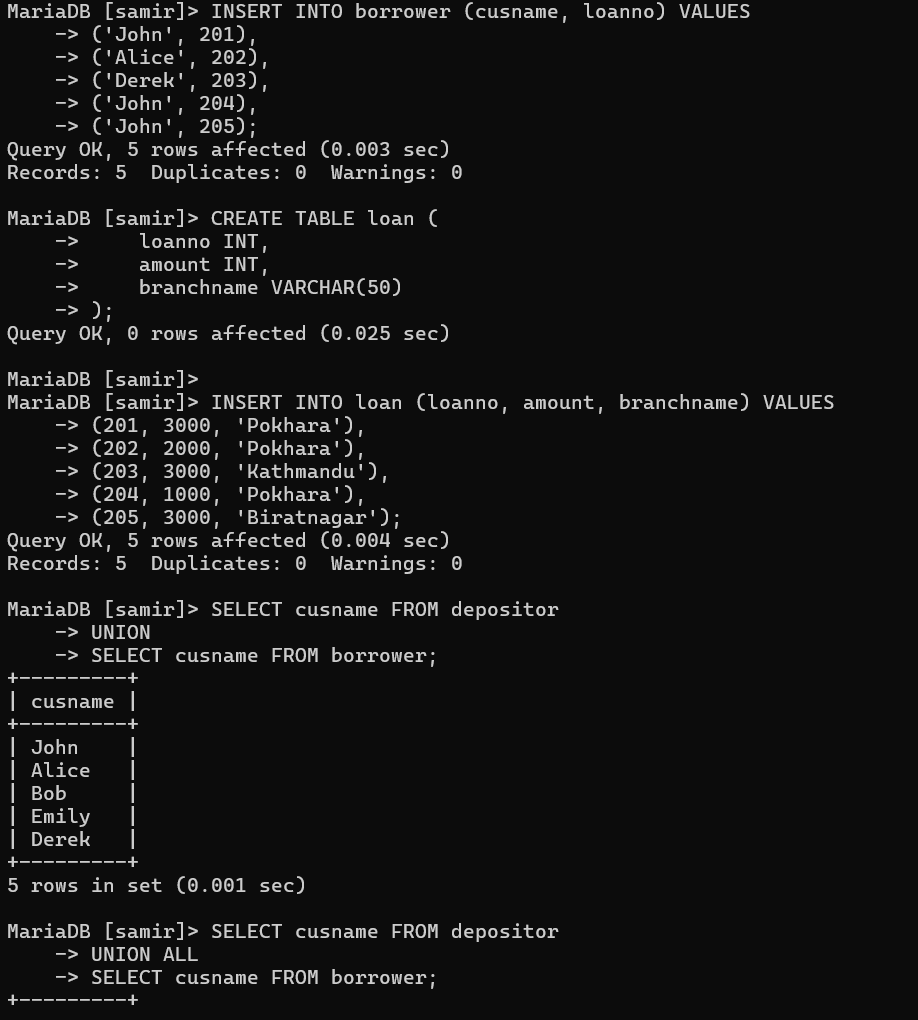 MariaDB [samir]> INSERT INTO borrower (cusname, loanno) VALUES
    -> ('John', 201),
    -> ('Alice', 202),
    -> ('Derek', 203),
    -> ('John', 204),
    -> ('John', 205);
Query OK, 5 rows affected (0.003 sec)
Records: 5  Duplicates: 0  Warnings: 0

MariaDB [samir]> CREATE TABLE loan (
    ->     loanno INT,
    ->     amount INT,
    ->     branchname VARCHAR(50)
    -> );
Query OK, 0 rows affected (0.025 sec)

MariaDB [samir]>
MariaDB [samir]> INSERT INTO loan (loanno, amount, branchname) VALUES
    -> (201, 3000, 'Pokhara'),
    -> (202, 2000, 'Pokhara'),
    -> (203, 3000, 'Kathmandu'),
    -> (204, 1000, 'Pokhara'),
    -> (205, 3000, 'Biratnagar');
Query OK, 5 rows affected (0.004 sec)
Records: 5  Duplicates: 0  Warnings: 0

MariaDB [samir]> SELECT cusname FROM depositor
    -> UNION
    -> SELECT cusname FROM borrower;
+---------+
| cusname |
+---------+
| John    |
| Alice   |
| Bob     |
| Emily   |
| Derek   |
+---------+
5 rows in set (0.001 sec)

MariaDB [samir]> SELECT cusname FROM depositor
    -> UNION ALL
    -> SELECT cusname FROM borrower;
+---------+